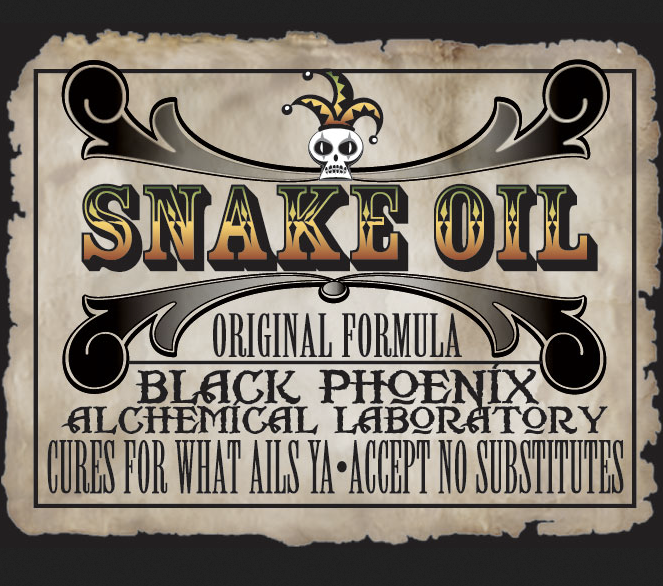 SNAKE OIL
ORIGINAL FORMULA
BLACK PHOENIX
ALCHEMICAL LABORATORY
CURES FOR WHAT AILS YA•ACCEPT NO SUBSTITUTES